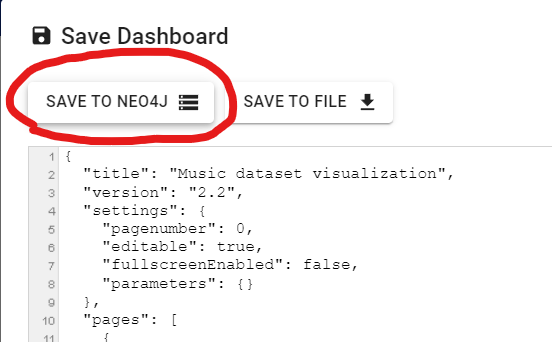 Save Dashboard
SAVE TO NEO4J SAVE TO FILE
1 {
2 "title": "Music dataset visualization",
3 "version": "2.2",
4 "settings": {
5 "pagenumber": 0,
6 "editable": true,
7 "fullscreenEnabled": false,
8 "parameters": {}
9 },
10 "pages": [
11 {